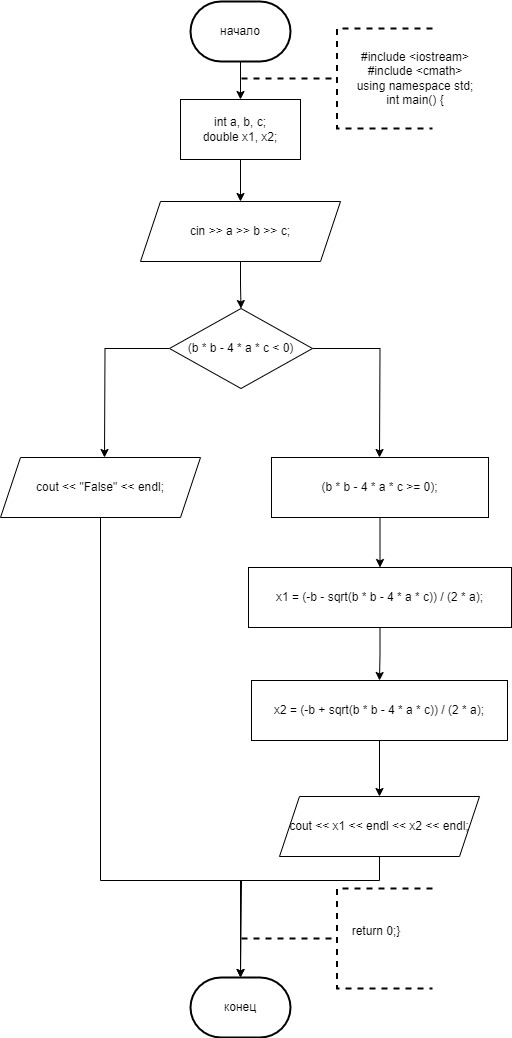 начало
#include <iostream>
#include <cmath>
using namespace std;
int main() {
int a, b, c;
double x1, x2;
cin >> a >> b >> c;
(b * b - 4 * a * c < 0)
cout << "False" << endl;
(b * b - 4 * a * c >= 0);
x1 = (-b - sqrt(b * b - 4 * a * c)) / (2 * a);
x2 = (-b + sqrt(b * b - 4 * a * c)) / (2 * a);
cout << x1 << endl << x2 << endl;
return 0;}
конец